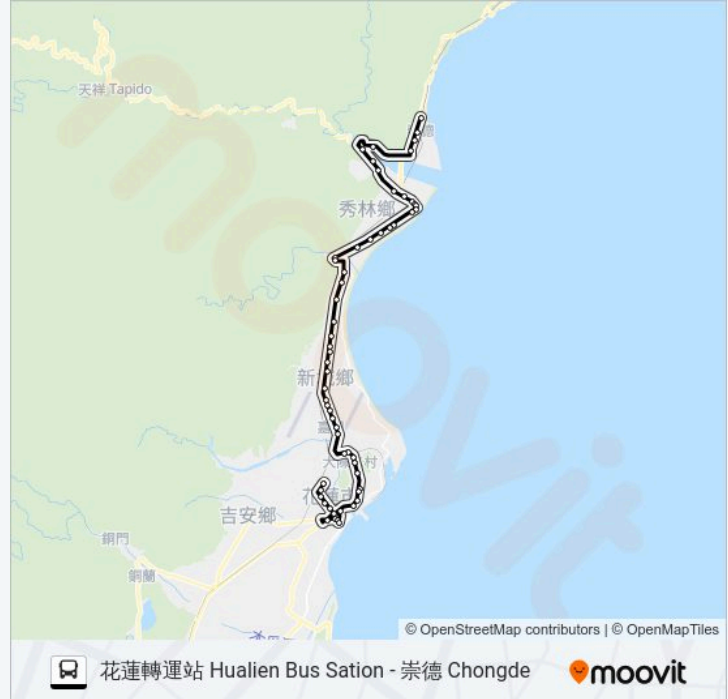 天祥 Tapido
秀林鄉
新城鄉
吉安鄉
銅門
銅蘭
© OpenStreetMap contributors | © OpenMapTiles
花蓮轉運站 Hualien Bus Sation - 崇德 Chongde
moovit